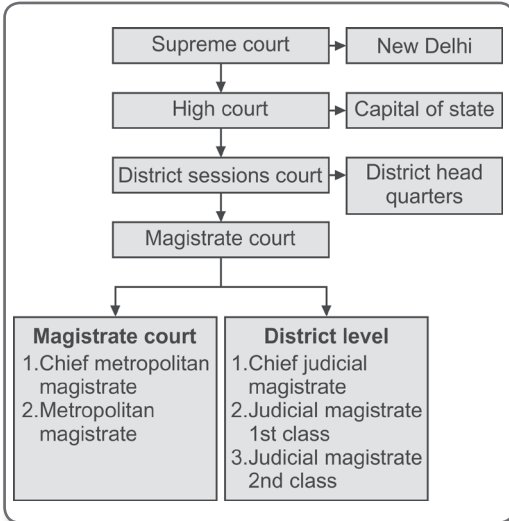 Supreme court
New Delhi
High court
Capital of state
District sessions court
District head
quarters
Magistrate court
Magistrate court
1.Chief metropolitan
magistrate
2.Metropolitan
magistrate
District level
1.Chief judicial
magistrate
2.Judicial magistrate
1st class
3.Judicial magistrate
2nd class